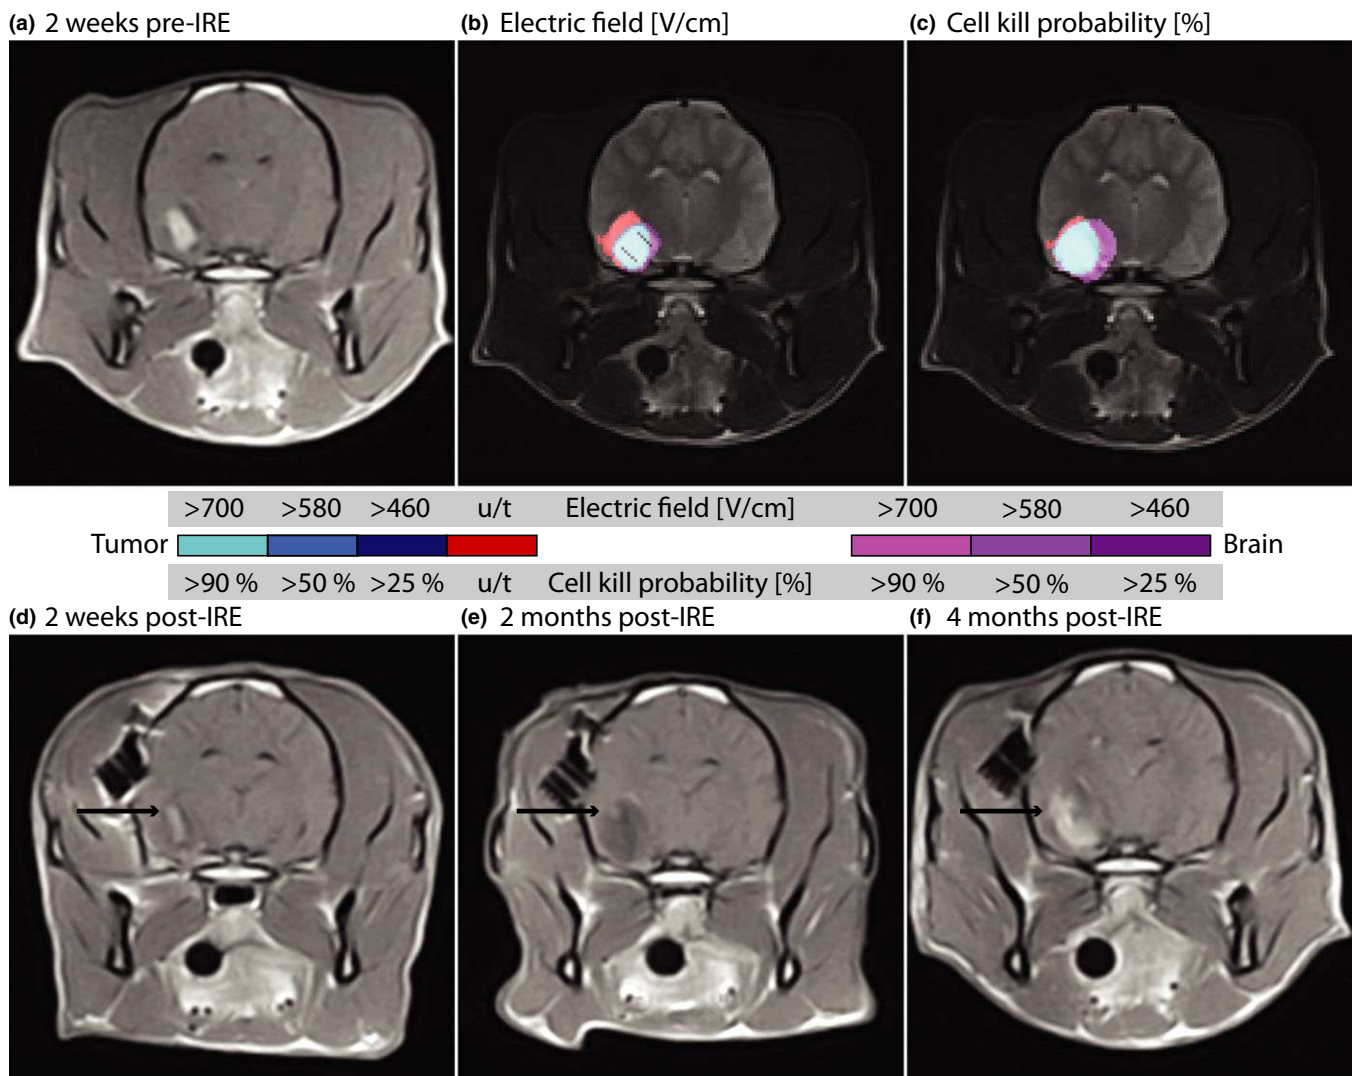 (a) 2 weeks pre-IRE
(b) Electric field [V/cm]
(c) Cell kill probability [%]
>700 >580 >460 u/t Electric field [V/cm] >700 >580 >460
Tumor Brain
>90 % >50 % >25 % u/t Cell kill probability [%] >90 % >50 % >25 %
(d) 2 weeks post-IRE
(e) 2 months post-IRE
(f) 4 months post-IRE